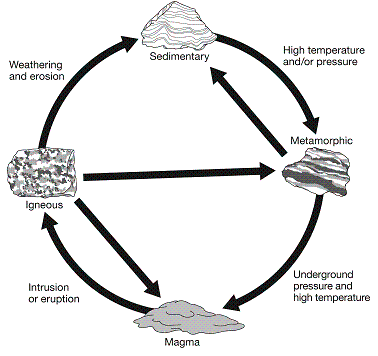 Sedimentary
Weathering
and erosion
High temperature
and/or pressure
Metamorphic
Igneous
Intrusion
or eruption
Underground
pressure and
high temperature
Magma